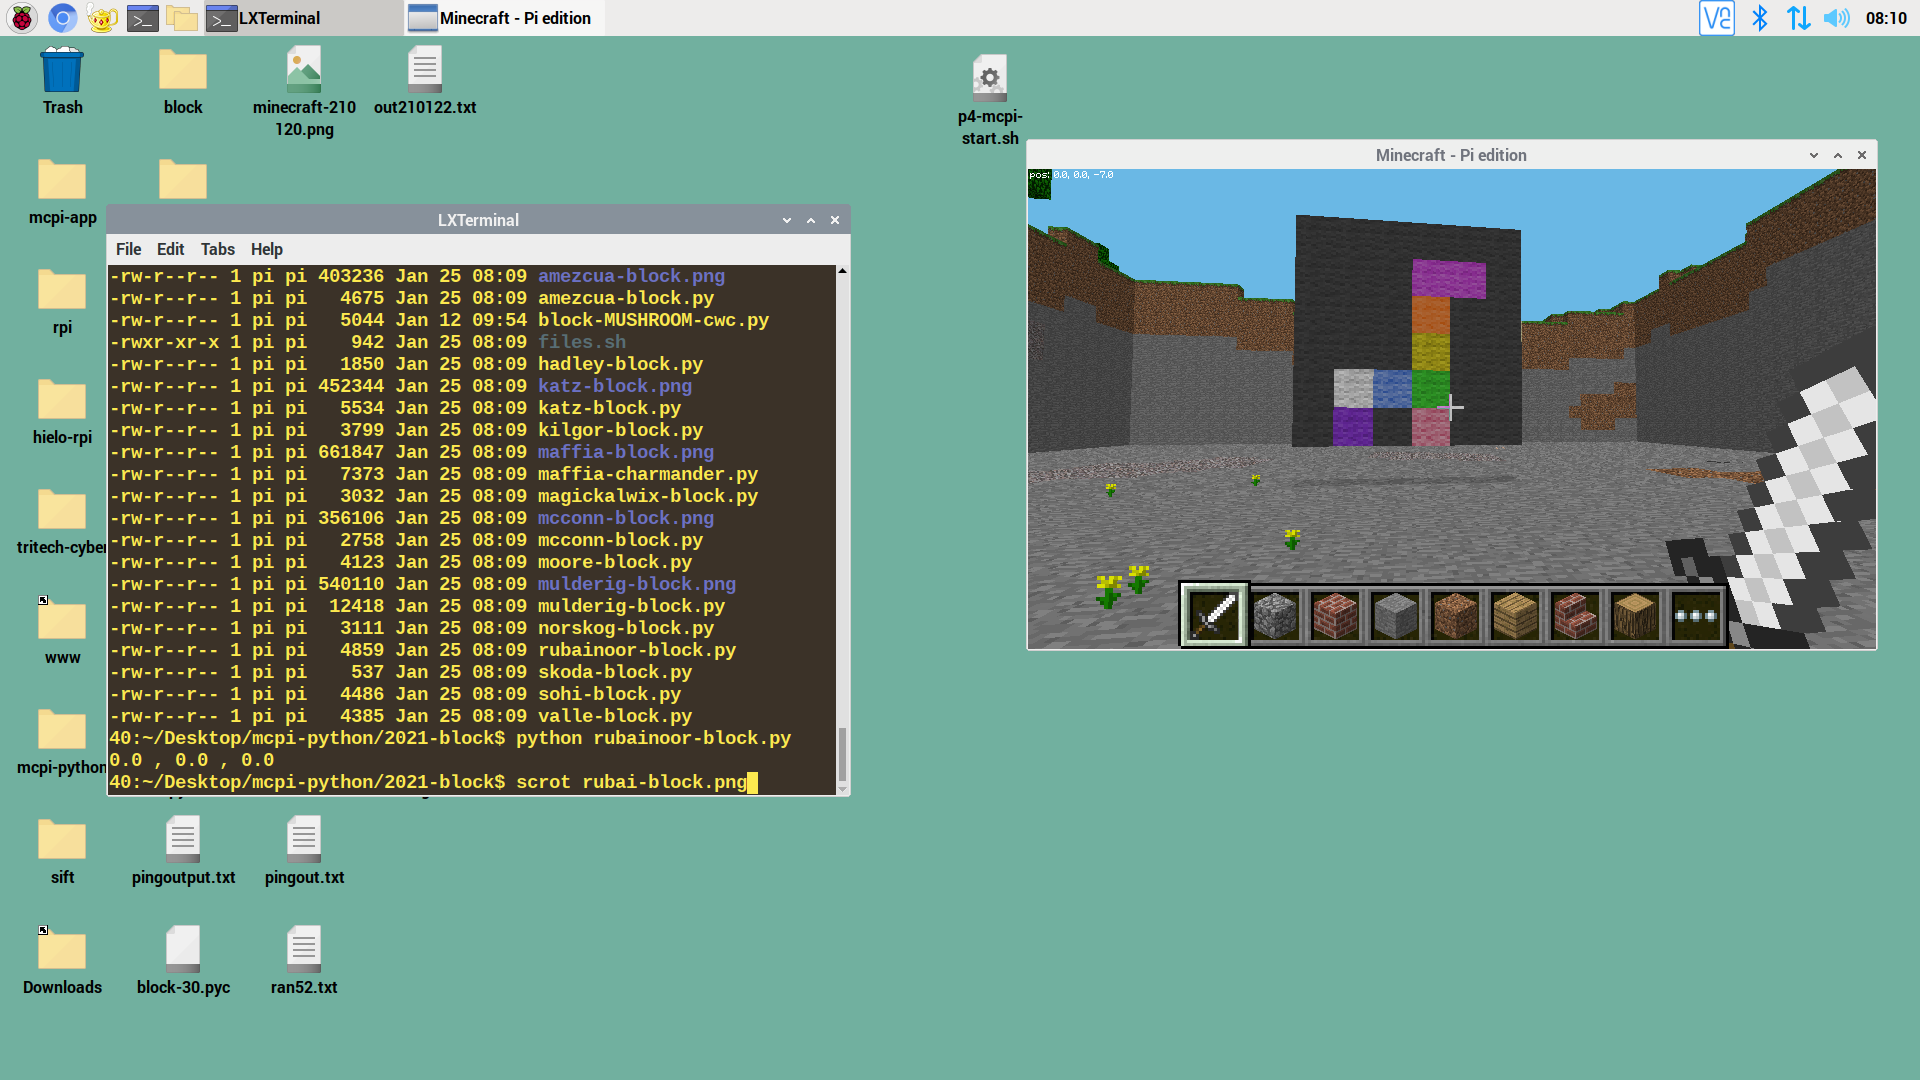 LXTerminal
Minecraft - Pi edition
08:10
Trash
block
minecraft-210
120.png
out210122.txt
p4-mcpi-
start.sh
mcpi-app
rpi
hielo-rpi
tritech-cyber
www
mcpi-python
sift
pingoutput.txt
pingout.txt
Downloads
block-30.pyc
ran52.txt
LXTerminal
File Edit Tabs Help
-rw-r--r-- 1 pi pi 403236 Jan 25 08:09 amezcua-block.png
-rw-r--r-- 1 pi pi   4675 Jan 25 08:09 amezcua-block.py
-rw-r--r-- 1 pi pi   5044 Jan 12 09:54 block-MUSHROOM-cwc.py
-rwxr-xr-x 1 pi pi    942 Jan 25 08:09 files.sh
-rw-r--r-- 1 pi pi   1850 Jan 25 08:09 hadley-block.py
-rw-r--r-- 1 pi pi 452344 Jan 25 08:09 katz-block.png
-rw-r--r-- 1 pi pi   5534 Jan 25 08:09 katz-block.py
-rw-r--r-- 1 pi pi   3799 Jan 25 08:09 kilgor-block.py
-rw-r--r-- 1 pi pi 661847 Jan 25 08:09 maffia-block.png
-rw-r--r-- 1 pi pi   7373 Jan 25 08:09 maffia-charmander.py
-rw-r--r-- 1 pi pi   3032 Jan 25 08:09 magickalwix-block.py
-rw-r--r-- 1 pi pi 356106 Jan 25 08:09 mcconn-block.png
-rw-r--r-- 1 pi pi   2758 Jan 25 08:09 mcconn-block.py
-rw-r--r-- 1 pi pi   4123 Jan 25 08:09 moore-block.py
-rw-r--r-- 1 pi pi 540110 Jan 25 08:09 mulderig-block.png
-rw-r--r-- 1 pi pi  12418 Jan 25 08:09 mulderig-block.py
-rw-r--r-- 1 pi pi   3111 Jan 25 08:09 norskog-block.py
-rw-r--r-- 1 pi pi   4859 Jan 25 08:09 rubainoor-block.py
-rw-r--r-- 1 pi pi    537 Jan 25 08:09 skoda-block.py
-rw-r--r-- 1 pi pi   4486 Jan 25 08:09 sohi-block.py
-rw-r--r-- 1 pi pi   4385 Jan 25 08:09 valle-block.py
40:~/Desktop/mcpi-python/2021-block$ python rubainoor-block.py
0.0 , 0.0 , 0.0
40:~/Desktop/mcpi-python/2021-block$ scrot rubai-block.png
Minecraft - Pi edition
pos: 0.0, 0.0, -7.0